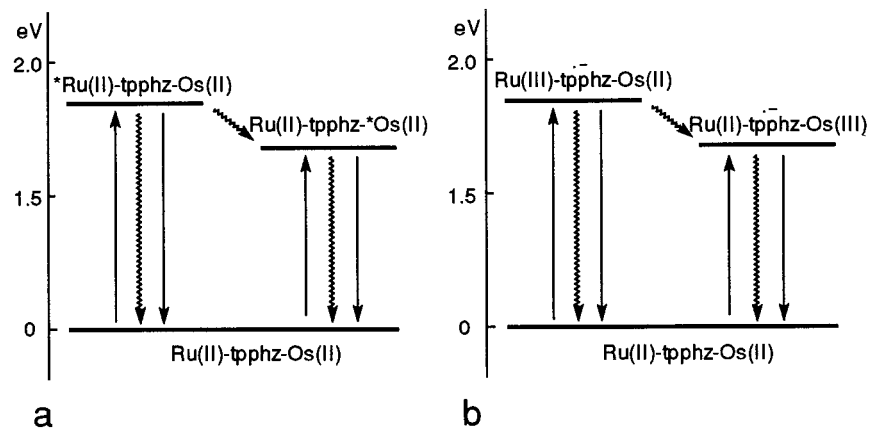 eV
2.0
*Ru(II)-tpphz-Os(II)
Ru(II)-tpphz-*Os(II)
1.5
0
Ru(II)-tpphz-Os(II)
a
eV
2.0
Ru(III)-tpphz-Os(II)
.–
Ru(II)-tpphz-Os(III)
.–
1.5
0
Ru(II)-tpphz-Os(II)
b